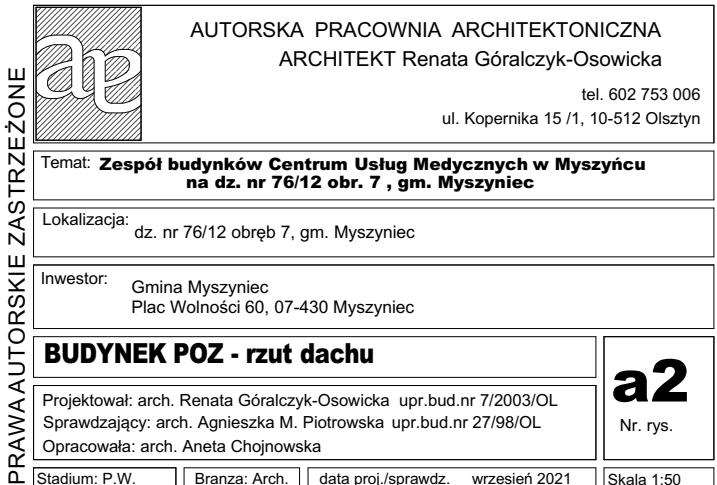 PRAWA AUTORSKIE ZASTRZEŻONE
ae
AUTORSKA PRACOWNIA ARCHITEKTONICZNA
ARCHITEKT Renata Góralczyk-Osowicka
tel. 602 753 006
ul. Kopernika 15 /1, 10-512 Olsztyn
Temat: Zespół budynków Centrum Usług Medycznych w Myszyńcu
na dz. nr 76/12 obr. 7 , gm. Myszyniec
Lokalizacja:
dz. nr 76/12 obręb 7, gm. Myszyniec
Inwestor:
Gmina Myszyniec
Plac Wolności 60, 07-430 Myszyniec
BUDYNEK POZ - rzut dachu
Projektował: arch. Renata Góralczyk-Osowicka upr.bud.nr 7/2003/OL
Sprawdzający: arch. Agnieszka M. Piotrowska upr.bud.nr 27/98/OL
Opracowała: arch. Aneta Chojnowska
a2
Nr. rys.
Stadium: P.W. Branza: Arch. data proj./sprawdz. wrzesień 2021 Skala 1:50